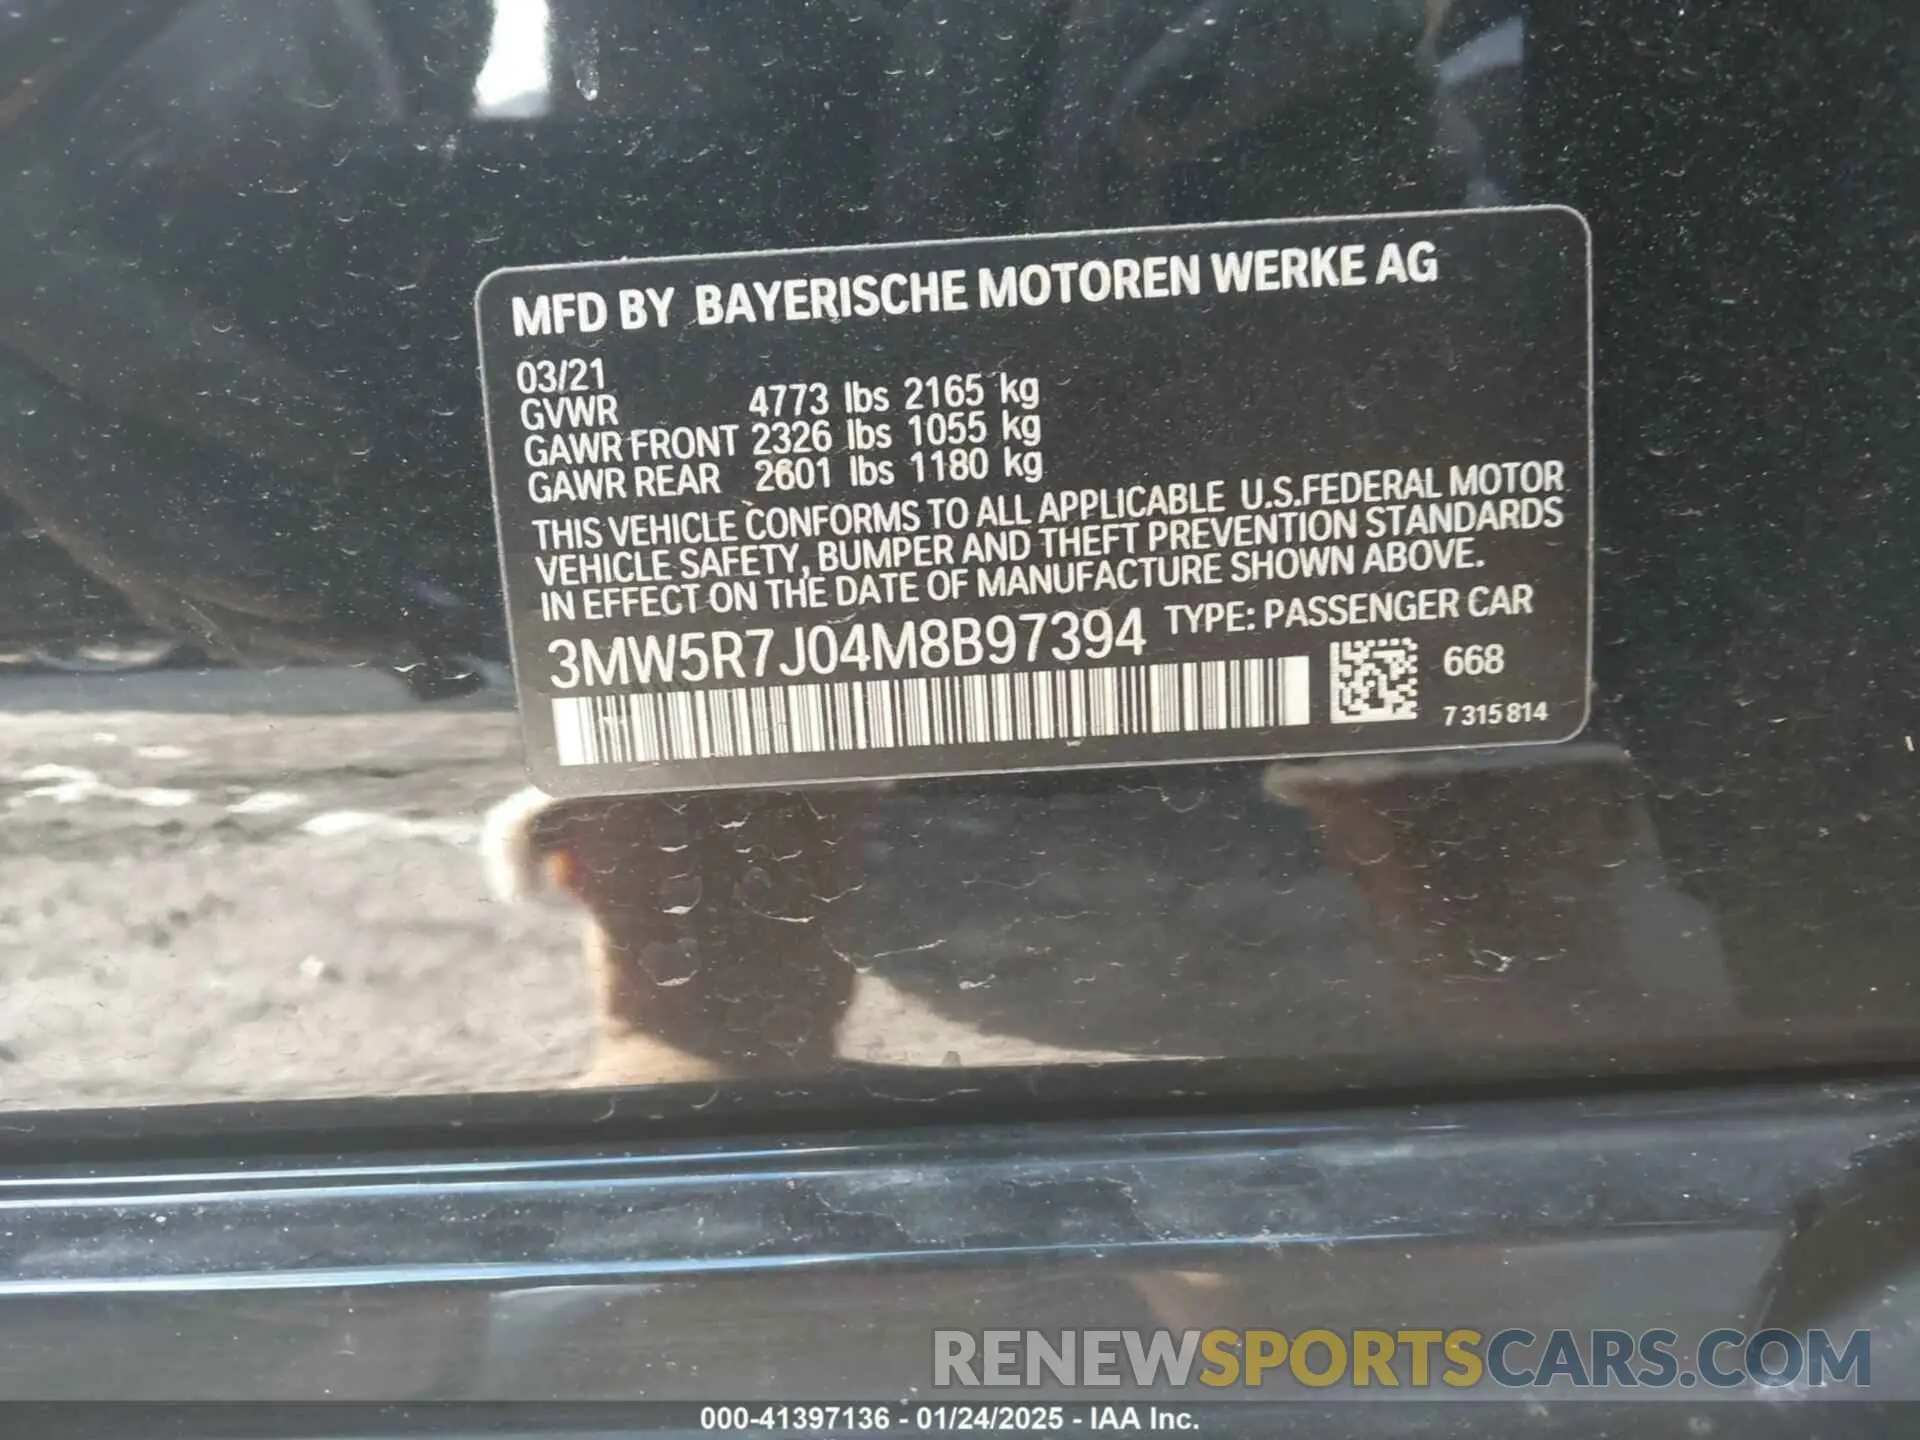 MFD BY BAYERISCHE MOTOREN WERKE AG
03/21
GVWR 4773 lbs 2165 kg
GAWR FRONT 2326 lbs 1055 kg
GAWR REAR 2601 lbs 1180 kg
THIS VEHICLE CONFORMS TO ALL APPLICABLE U.S.FEDERAL MOTOR
VEHICLE SAFETY, BUMPER AND THEFT PREVENTION STANDARDS
IN EFFECT ON THE DATE OF MANUFACTURE SHOWN ABOVE.
3MW5R7J04M8B97394 TYPE: PASSENGER CAR
668
7 315 814
RENEWSPORTSCARS.COM
000-41397136 - 01/24/2025 - IAA Inc.